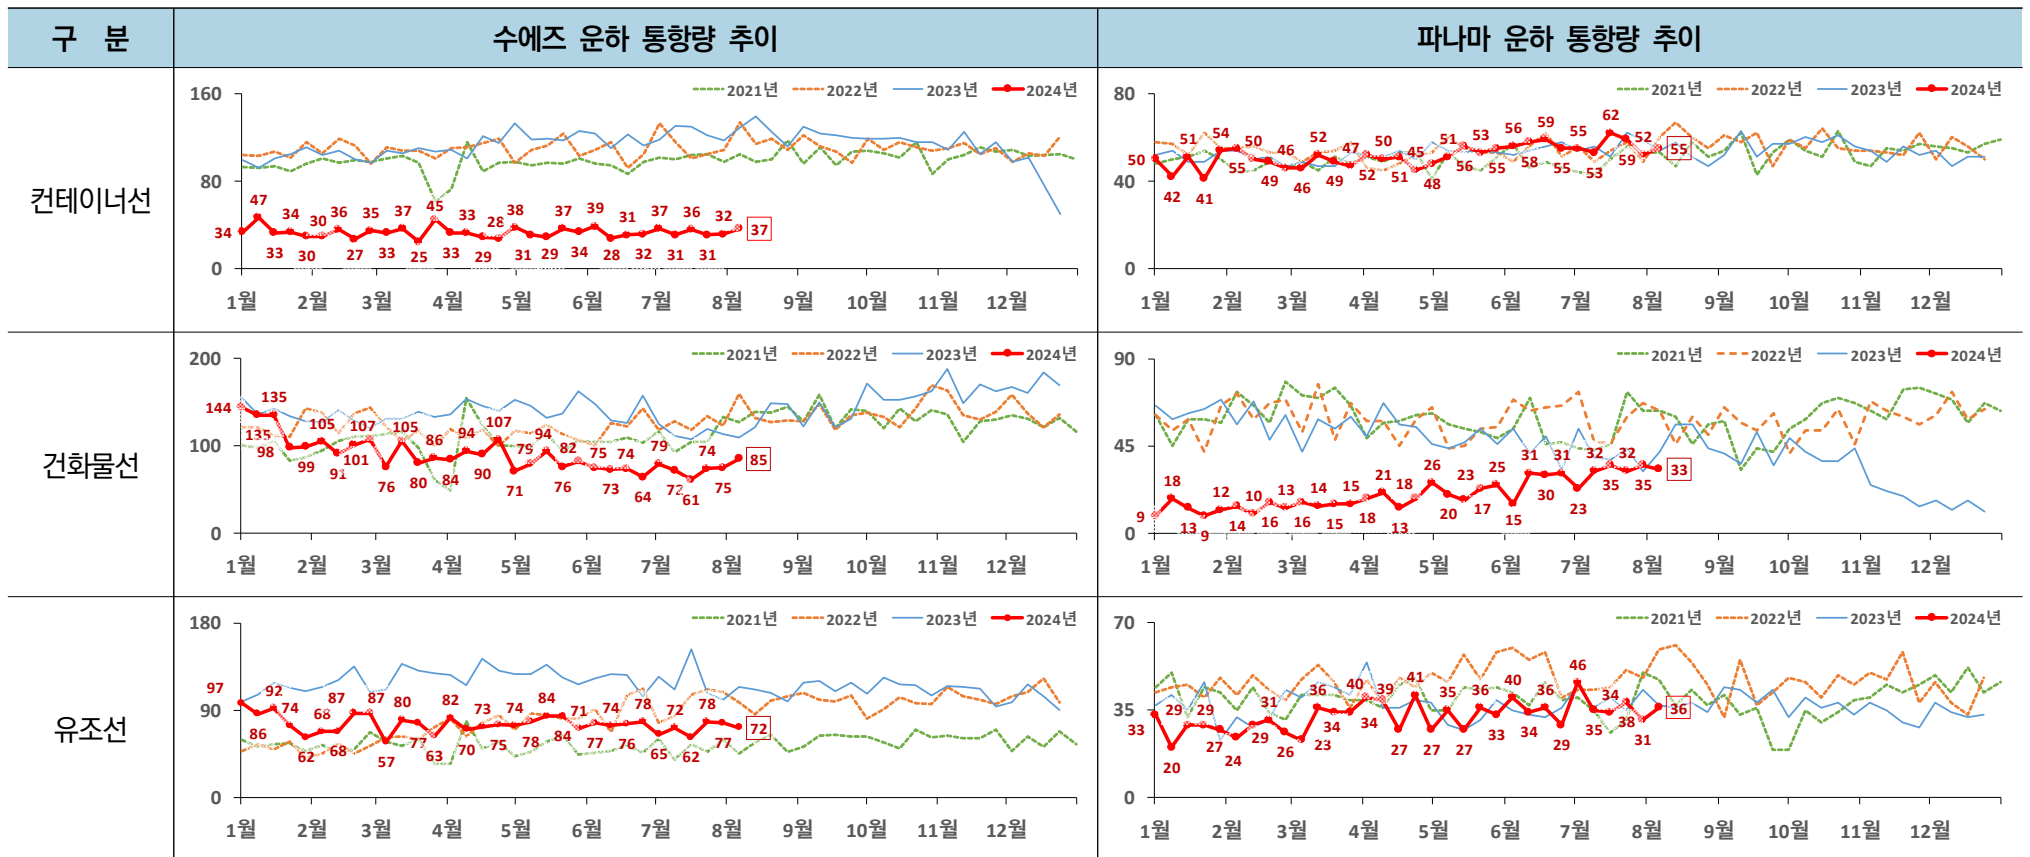 구 분 수에즈 운하 통항량 추이 파나마 운하 통항량 추이
컨테이너선
2021년 2022년 2023년 2024년
160
80
0
34 47 33 34 30 30 36 27 35 33 37 25 45 33 33 29 28 38 31 29 37 34 39 28 31 32 37 31 36 31 32 37
1월 2월 3월 4월 5월 6월 7월 8월 9월 10월 11월 12월
2021년 2022년 2023년 2024년
80
40
0
50 42 51 41 54 55 50 49 46 46 52 49 47 52 50 51 45 48 51 56 53 55 56 58 59 55 55 53 62 59 52 55
1월 2월 3월 4월 5월 6월 7월 8월 9월 10월 11월 12월
건화물선
2021년 2022년 2023년 2024년
200
100
0
144 135 135 98 99 105 91 101 107 76 105 80 86 84 94 90 107 71 79 94 76 82 75 73 74 64 79 72 61 74 75 85
1월 2월 3월 4월 5월 6월 7월 8월 9월 10월 11월 12월
2021년 2022년 2023년 2024년
90
45
0
9 18 13 9 12 14 10 16 13 16 14 15 15 18 21 13 18 26 20 17 23 25 15 31 30 31 23 32 35 32 35 33
1월 2월 3월 4월 5월 6월 7월 8월 9월 10월 11월 12월
유조선
2021년 2022년 2023년 2024년
180
90
0
97 86 92 74 62 68 68 87 87 57 80 77 63 82 70 73 75 74 78 84 84 71 77 74 76 78 65 72 62 78 77 72
1월 2월 3월 4월 5월 6월 7월 8월 9월 10월 11월 12월
2021년 2022년 2023년 2024년
70
35
0
33 20 29 29 27 24 29 31 26 23 36 34 34 40 39 27 41 27 35 27 36 33 40 34 36 29 46 35 34 38 31 36
1월 2월 3월 4월 5월 6월 7월 8월 9월 10월 11월 12월